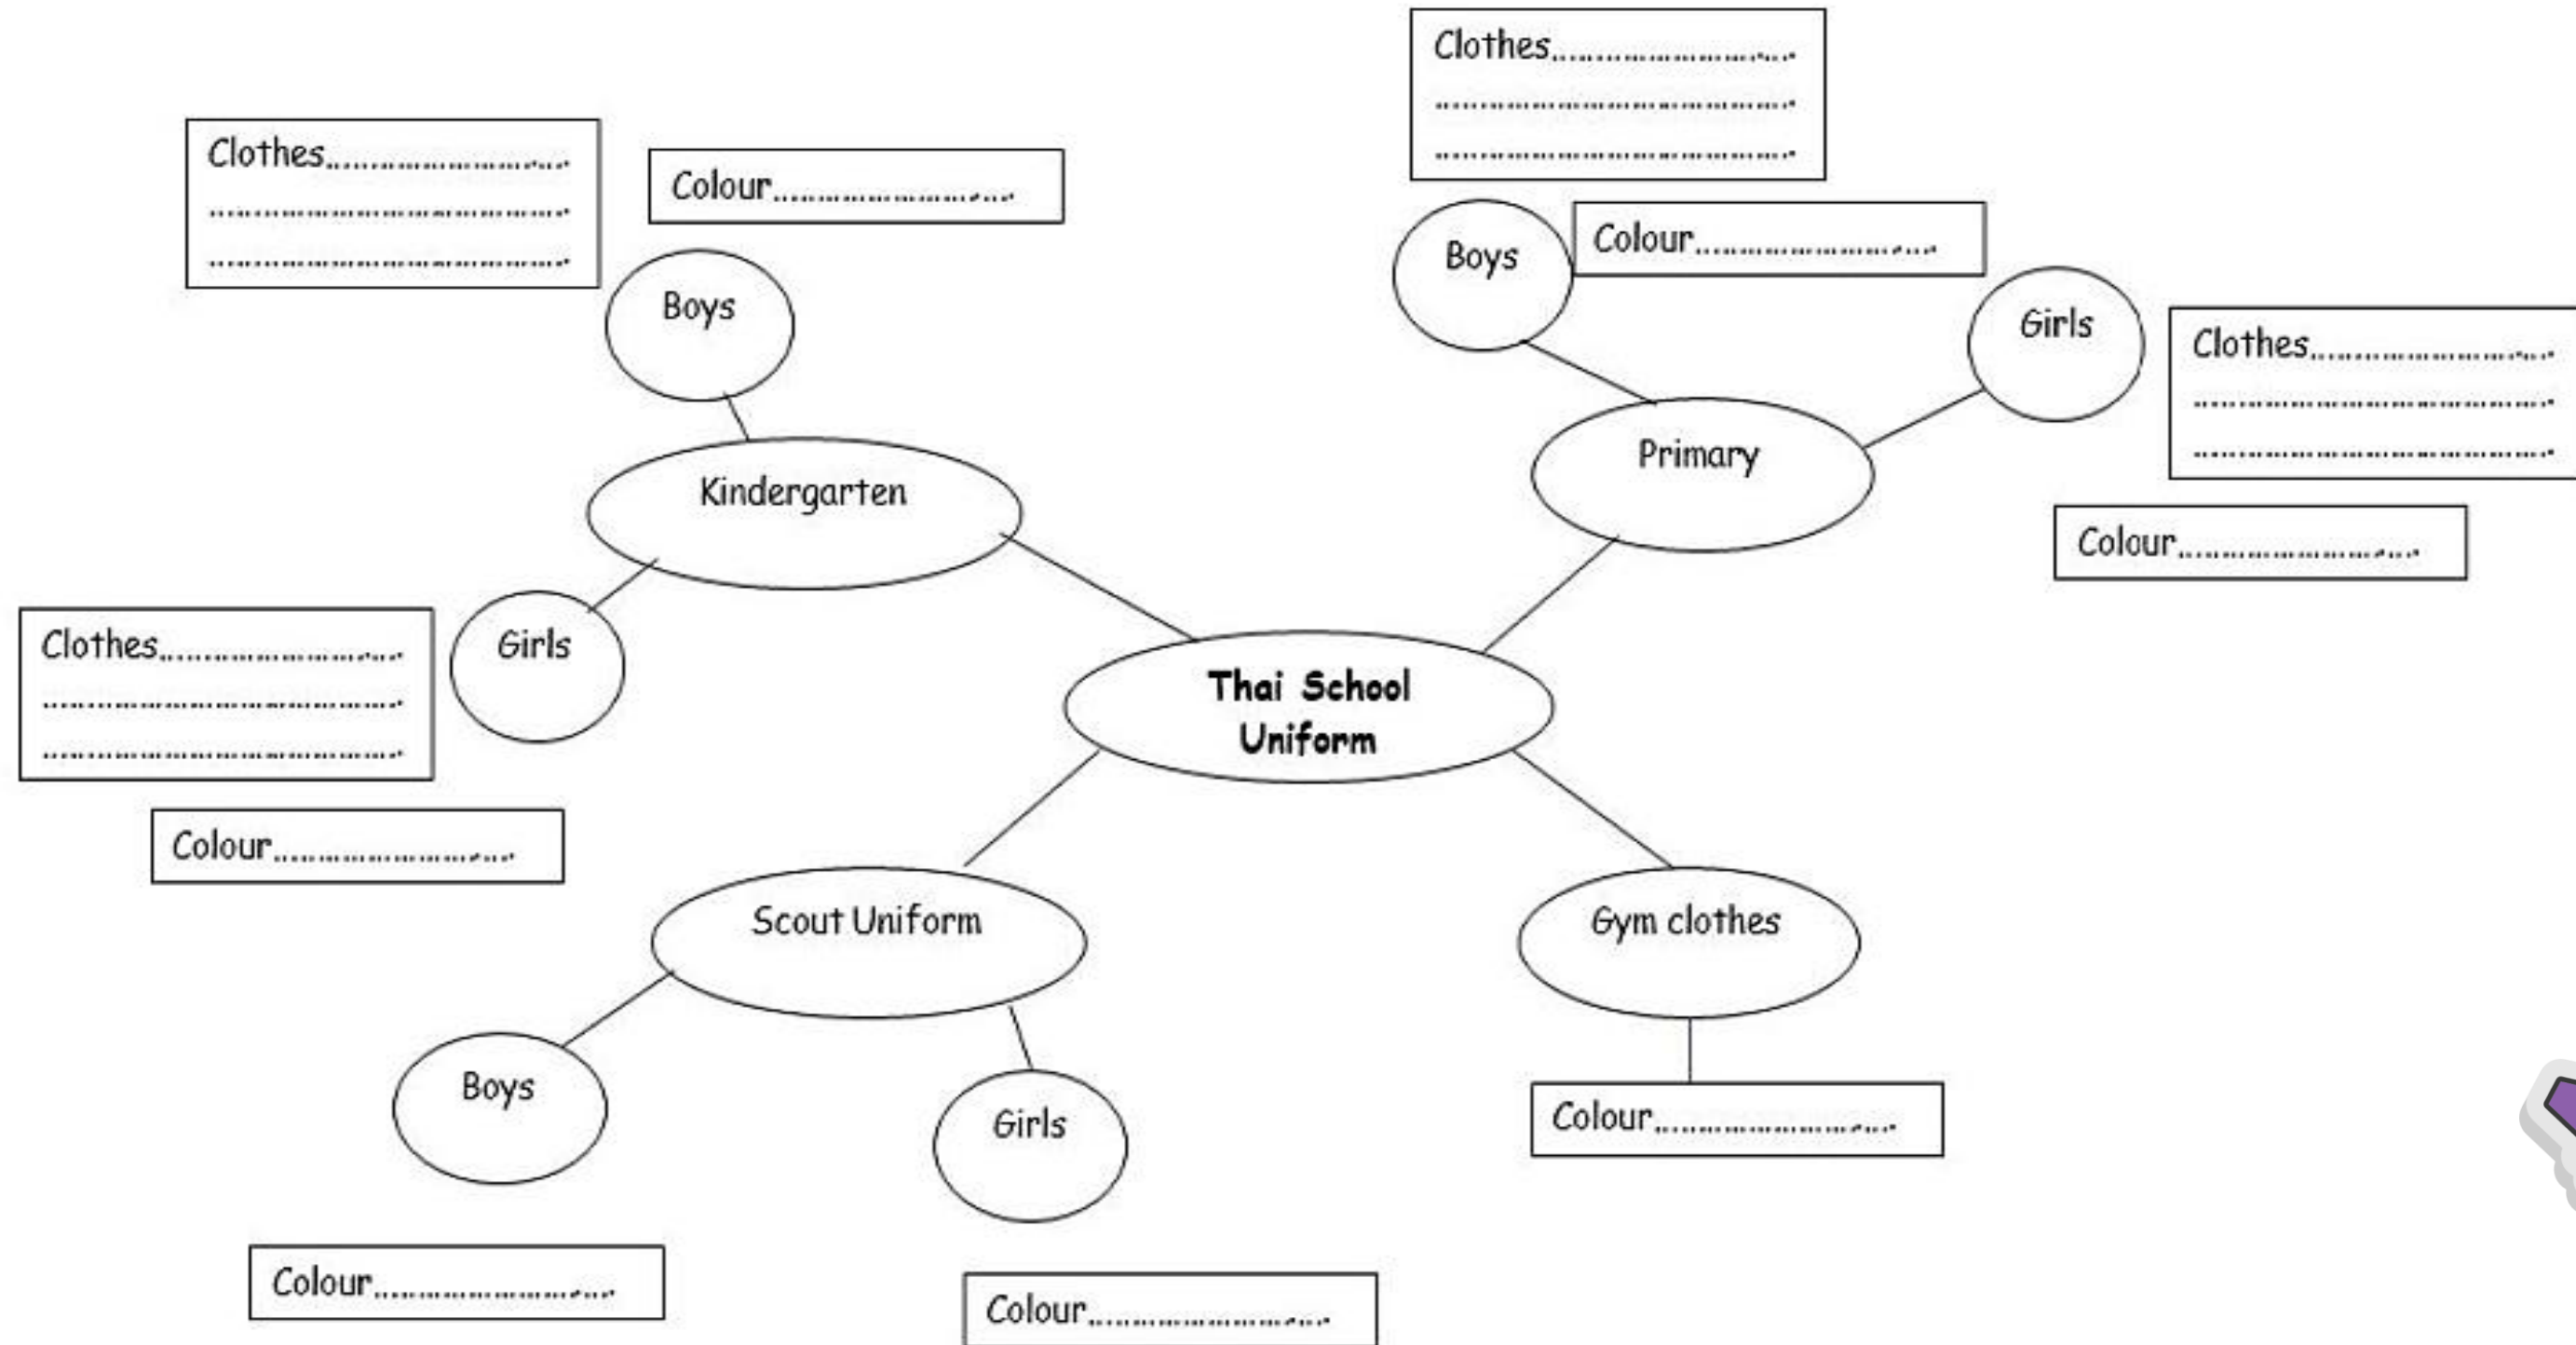 Clothes..............................
..............................................
..............................................
Colour..............................
Boys
Clothes..............................
..............................................
..............................................
Colour..............................
Boys
Girls
Clothes..............................
..............................................
..............................................
Colour..............................
Primary
Kindergarten
Girls
Clothes..............................
..............................................
..............................................
Colour..............................
Thai School
Uniform
Scout Uniform
Boys
Colour..............................
Girls
Colour..............................
Gym clothes
Colour..............................